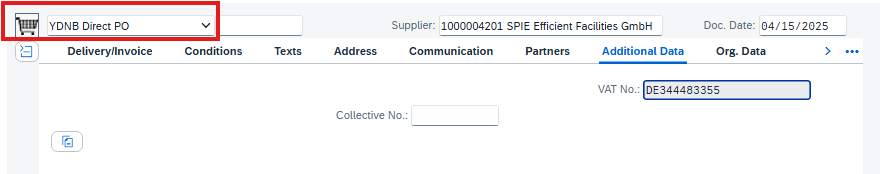 YDNB Direct PO Supplier: 1000004201 SPIE Efficient Facilities GmbH Doc. Date: 04/15/2025
Delivery/Invoice Conditions Texts Address Communication Partners Additional Data Org. Data
VAT No.: DE344483355
Collective No.: